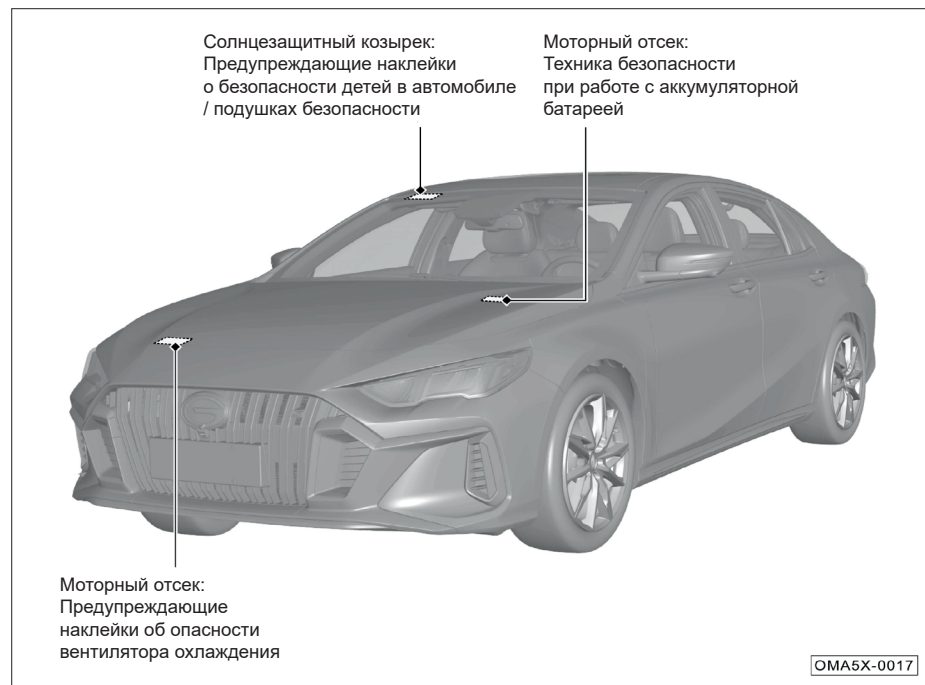 Солнцезащитный козырек:
Предупреждающие наклейки
о безопасности детей в автомобиле
/ подушках безопасности
Моторный отсек:
Техника безопасности
при работе с аккумуляторной
батареей
Моторный отсек:
Предупреждающие
наклейки об опасности
вентилятора охлаждения
OMA5X-0017